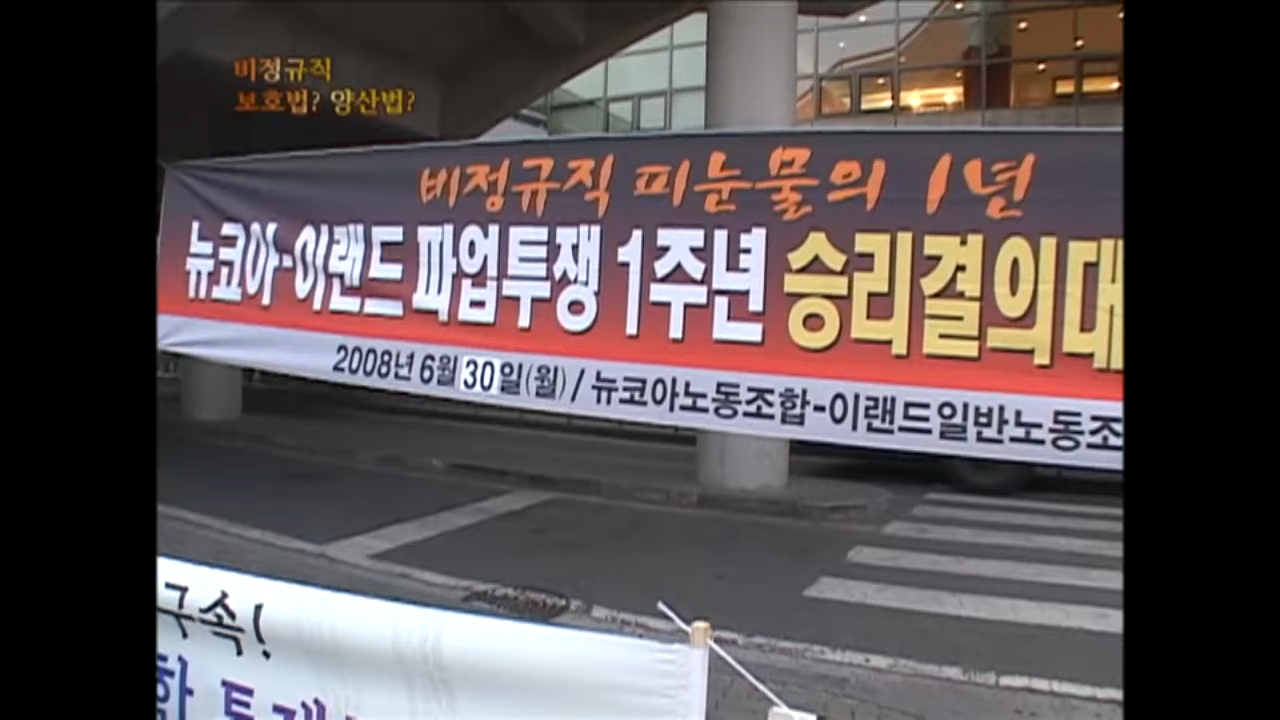 비정규직
보호법? 양산법?
비정규직 피눈물의 1년
뉴코아-이랜드 파업투쟁 1주년 승리결의대
2008년 6월 30일(월) / 뉴코아노동조합-이랜드일반노동조
구속!